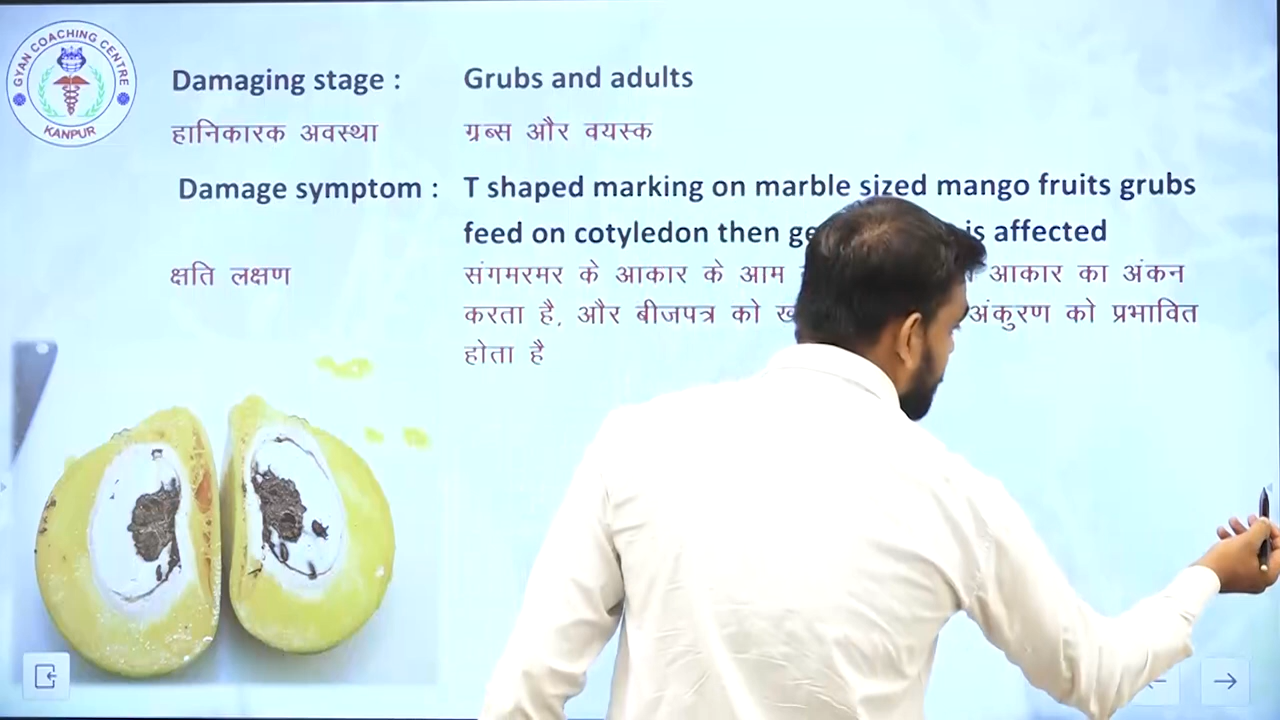 GYAN COACHING CENTRE
KANPUR
Damaging stage : Grubs and adults
हानिकारक अवस्था ग्रब्स और वयस्क
Damage symptom : T shaped marking on marble sized mango fruits grubs
feed on cotyledon then is affected
क्षति लक्षण संगमरमर के आकार के आम आकार का अंकन
करता है, और बीजपत्र को अंकुरण को प्रभावित
होता है